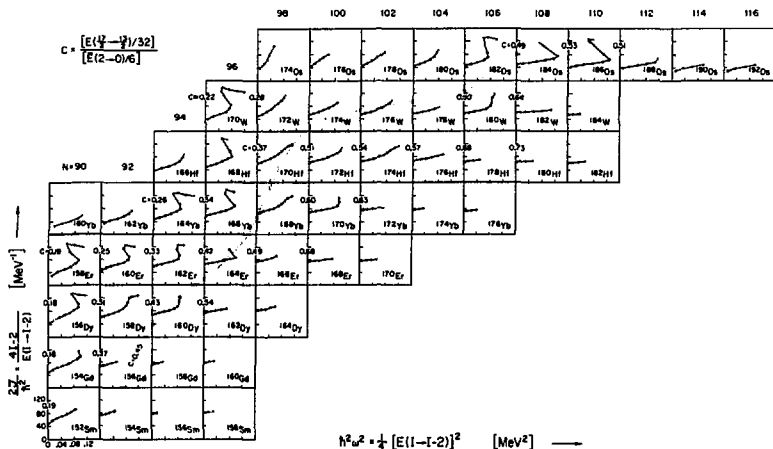 98 100 102 104 106 108 110 112 114 116
C = [E(17/2→13/2)/32] / [E(2→0)/6]
96
174Os 176Os 178Os 180Os 182Os C=0.49 184Os 0.53 186Os 0.51 188Os 190Os 192Os
94
C=0.22 170W 0.28 172W 174W 176W 178W 180W 0.64 182W 184W
N=90 92
166Hf 168Hf C=0.37 170Hf 0.51 172Hf 0.54 174Hf 0.57 176Hf 0.68 178Hf 0.73 180Hf 182Hf
160Yb 162Yb C=0.26 164Yb 0.34 166Yb 168Yb 0.60 170Yb 0.63 172Yb 174Yb 176Yb
158Er 0.25 160Er 0.33 162Er 0.42 164Er 0.49 166Er 168Er 170Er
0.18 156Dy 0.31 158Dy 0.43 160Dy 0.54 162Dy 164Dy
0.18 154Gd 0.37 156Gd C=0.45 158Gd 160Gd
0.19 152Sm 154Sm 156Sm 158Sm
120
80
40
0
0 .04 .08 .12
2𝒥/ħ² = (4I-2)/E(I→I-2) [MeV⁻¹]
ħ²ω² = ¼ [E(I→I-2)]² [MeV²]